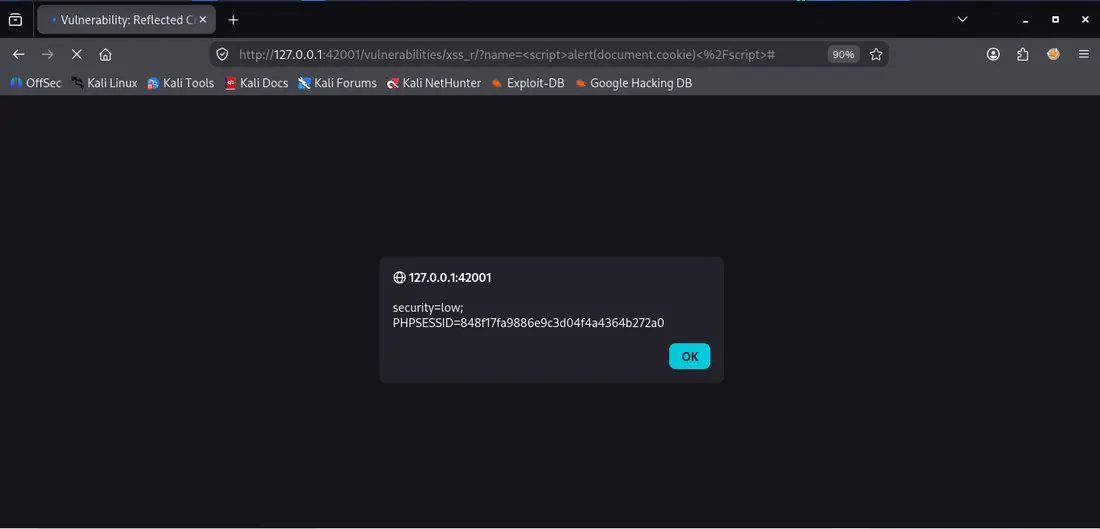 Vulnerability: Reflected C
http://127.0.0.1:42001/vulnerabilities/xss_r/?name=<script>alert(document.cookie)<%2Fscript>#
90%
OffSec Kali Linux Kali Tools Kali Docs Kali Forums Kali NetHunter Exploit-DB Google Hacking DB
127.0.0.1:42001
security=low;
PHPSESSID=848f17fa9886e9c3d04f4a4364b272a0
OK